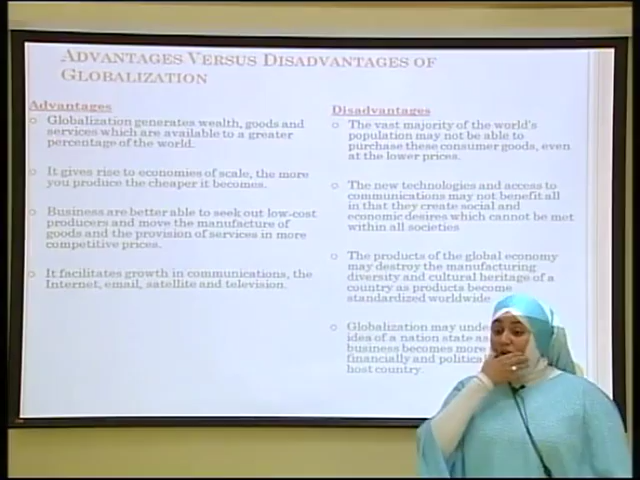 ADVANTAGES VERSUS DISADVANTAGES OF
GLOBALIZATION
Advantages
Globalization generates wealth, goods and
services which are available to a greater
percentage of the world.
It gives rise to economies of scale, the more
you produce the cheaper it becomes.
Business are better able to seek out low-cost
producers and move the manufacture of
goods and the provision of services in more
competitive prices.
It facilitates growth in communications, the
Internet, email, satellite and television.
Disadvantages
The vast majority of the world's
population may not be able to
purchase these consumer goods, even
at the lower prices.
The new technologies and access to
communications may not benefit all
in that they create social and
economic desires which cannot be met
within all societies
The products of the global economy
may destroy the manufacturing
diversity and cultural heritage of a
country as products become
standardized worldwide.
Globalization may
idea of a nation state as
business becomes more
financially and
host country.